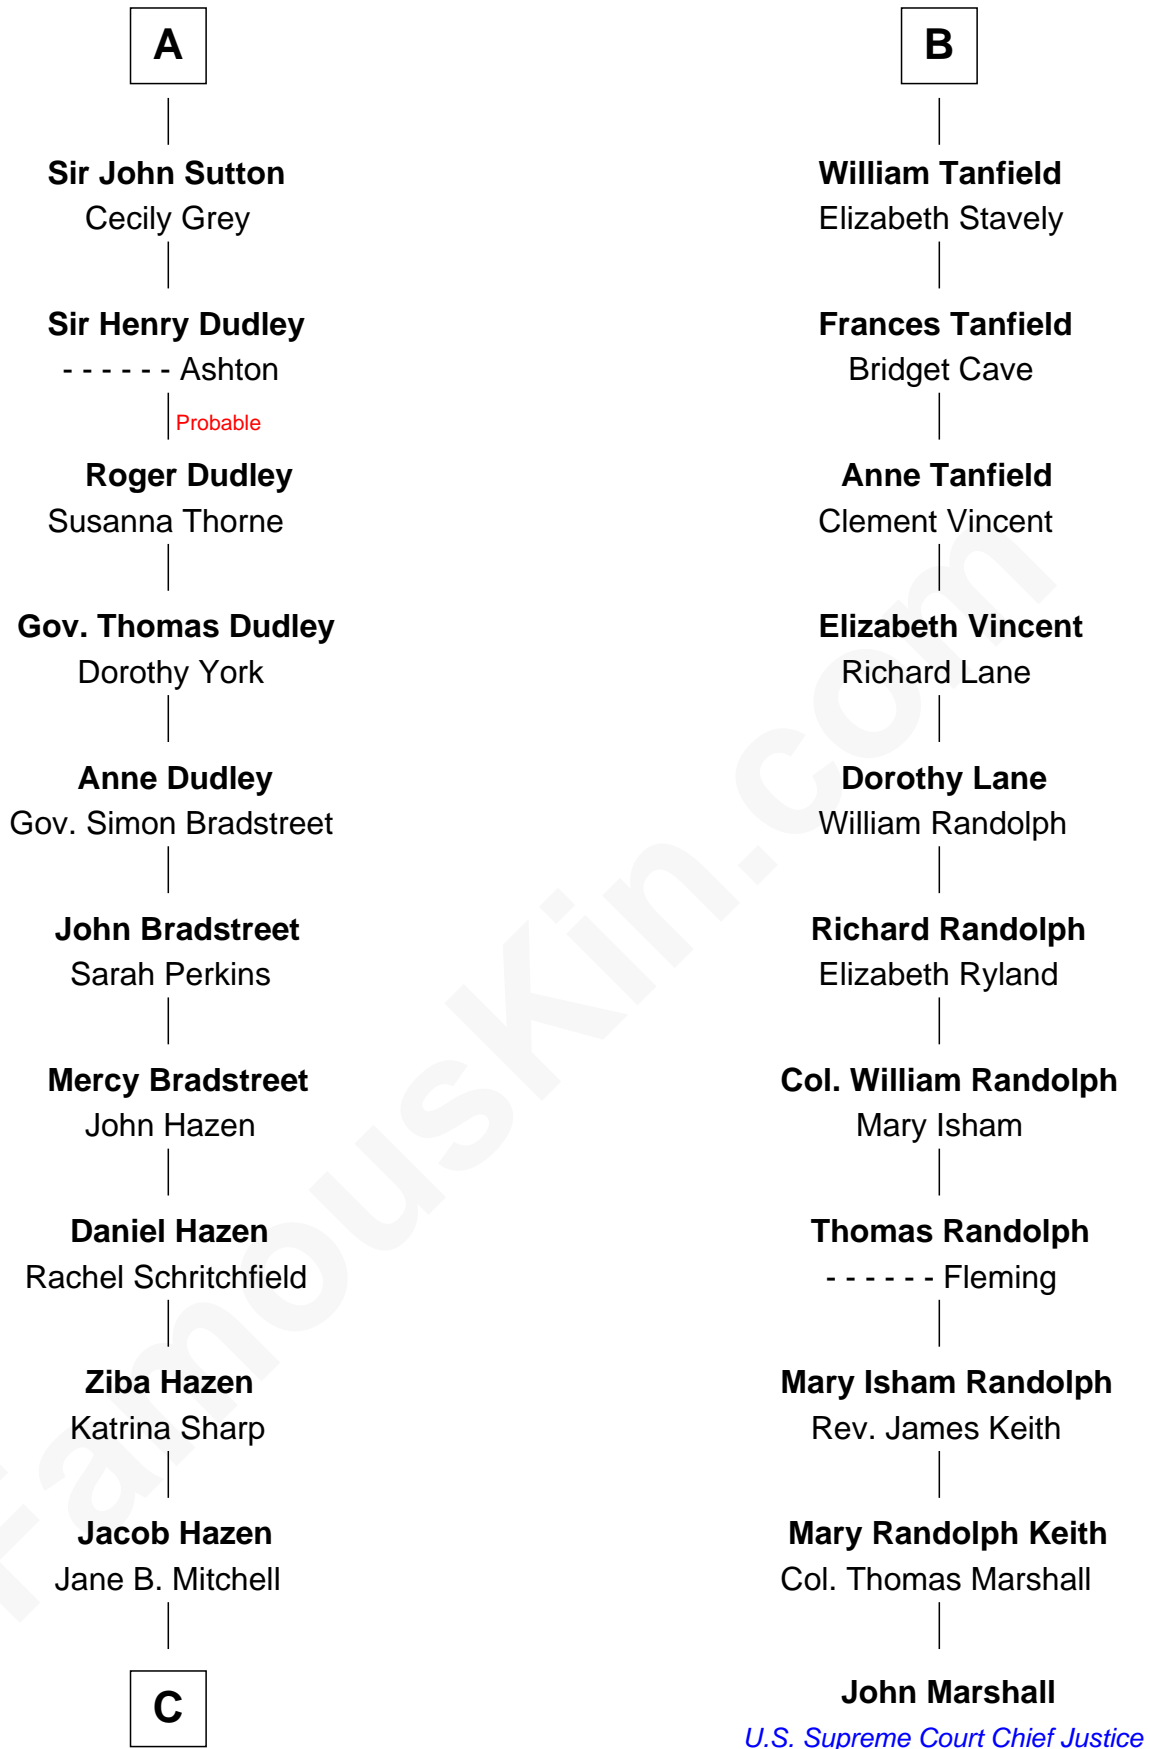 A
Sir John Sutton
Cecily Grey
Sir Henry Dudley
- - - - - - Ashton
Probable
Roger Dudley
Susanna Thorne
Gov. Thomas Dudley
Dorothy York
Anne Dudley
Gov. Simon Bradstreet
John Bradstreet
Sarah Perkins
Mercy Bradstreet
John Hazen
Daniel Hazen
Rachel Schritchfield
Ziba Hazen
Katrina Sharp
Jacob Hazen
Jane B. Mitchell
C
B
William Tanfield
Elizabeth Stavely
Frances Tanfield
Bridget Cave
Anne Tanfield
Clement Vincent
Elizabeth Vincent
Richard Lane
Dorothy Lane
William Randolph
Richard Randolph
Elizabeth Ryland
Col. William Randolph
Mary Isham
Thomas Randolph
- - - - - - Fleming
Mary Isham Randolph
Rev. James Keith
Mary Randolph Keith
Col. Thomas Marshall
John Marshall
U.S. Supreme Court Chief Justice
FamousKin.com